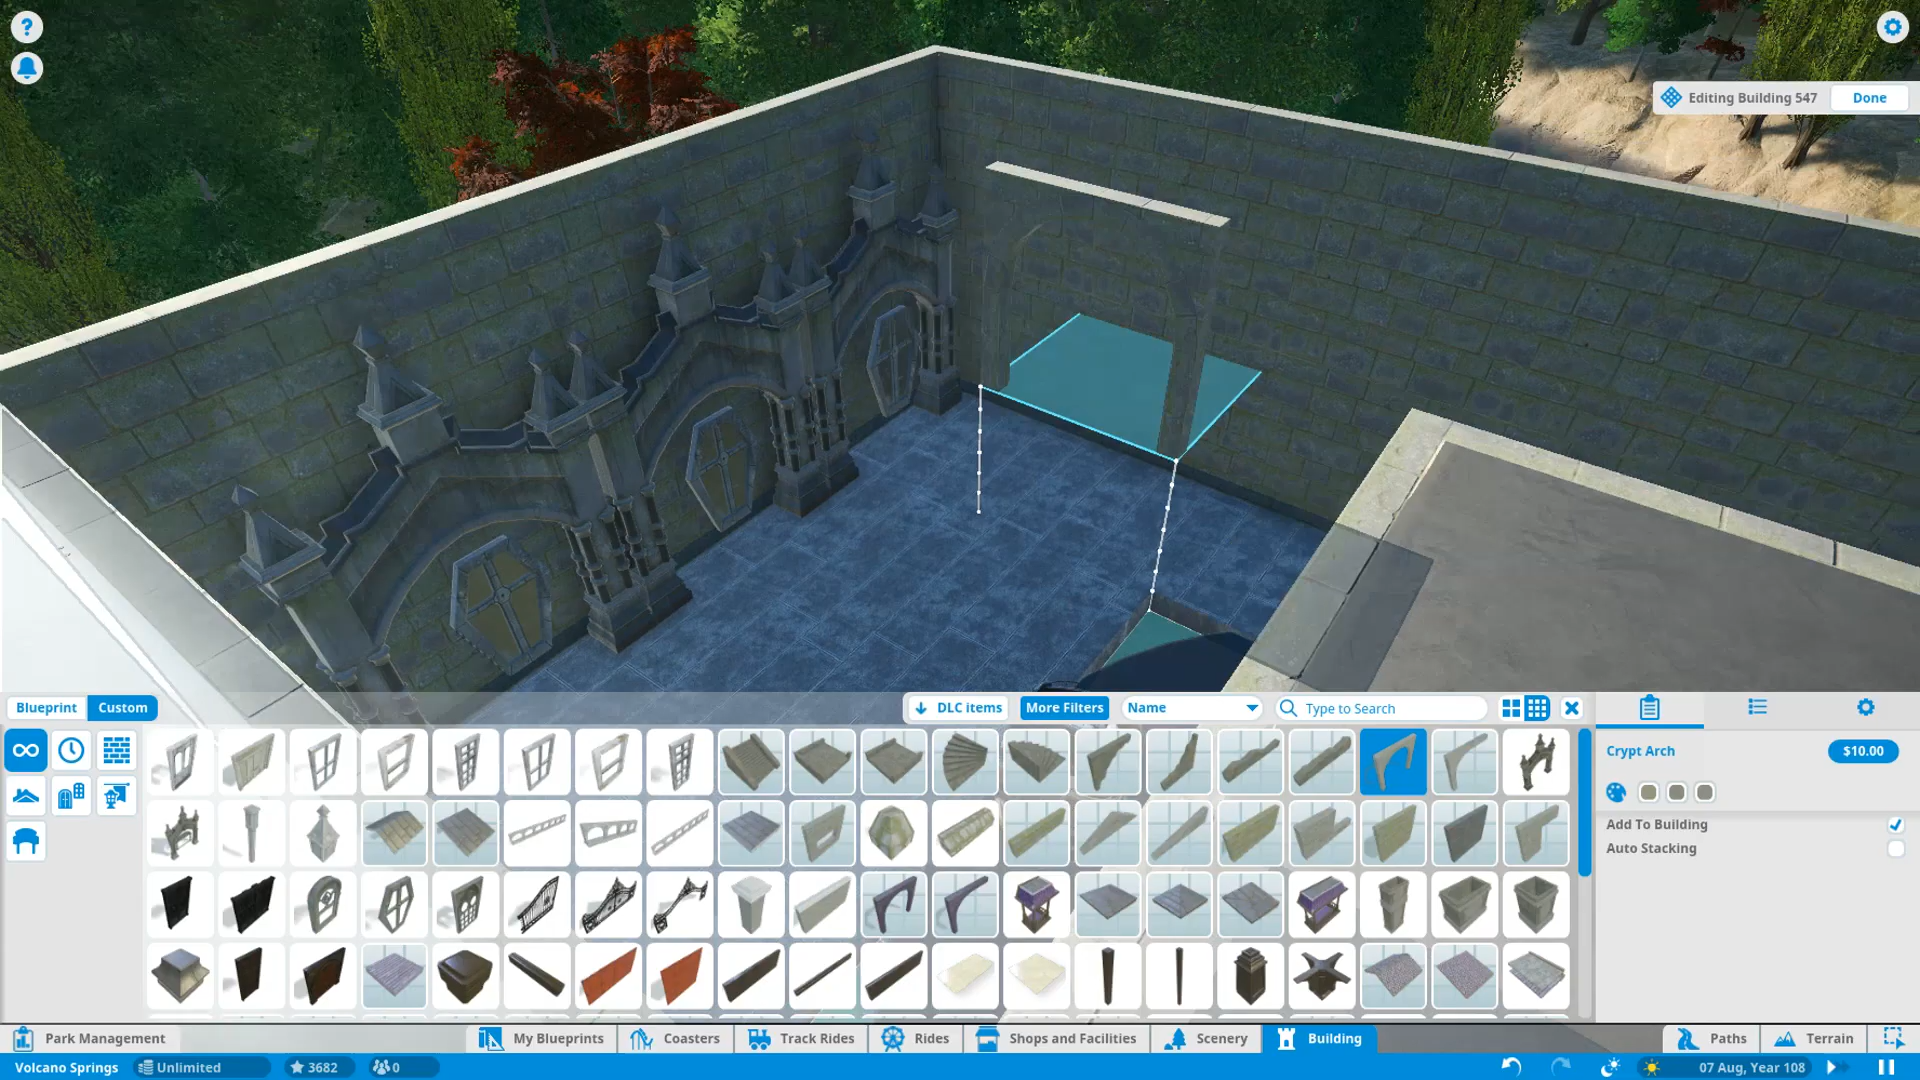 ?
Editing Building 547 Done
Blueprint Custom
DLC items More Filters Name Type to Search
Crypt Arch $10.00
Add To Building
Auto Stacking
Park Management My Blueprints Coasters Track Rides Rides Shops and Facilities Scenery Building Paths Terrain
Volcano Springs Unlimited 3682 0 07 Aug, Year 108